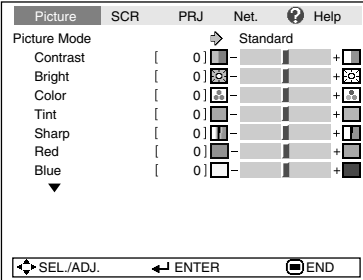 Picture SCR PRJ Net. ? Help
Picture Mode Standard
Contrast [ 0 ] - +
Bright [ 0 ] - +
Color [ 0 ] - +
Tint [ 0 ] - +
Sharp [ 0 ] - +
Red [ 0 ] - +
Blue [ 0 ] - +
SEL./ADJ. ENTER END